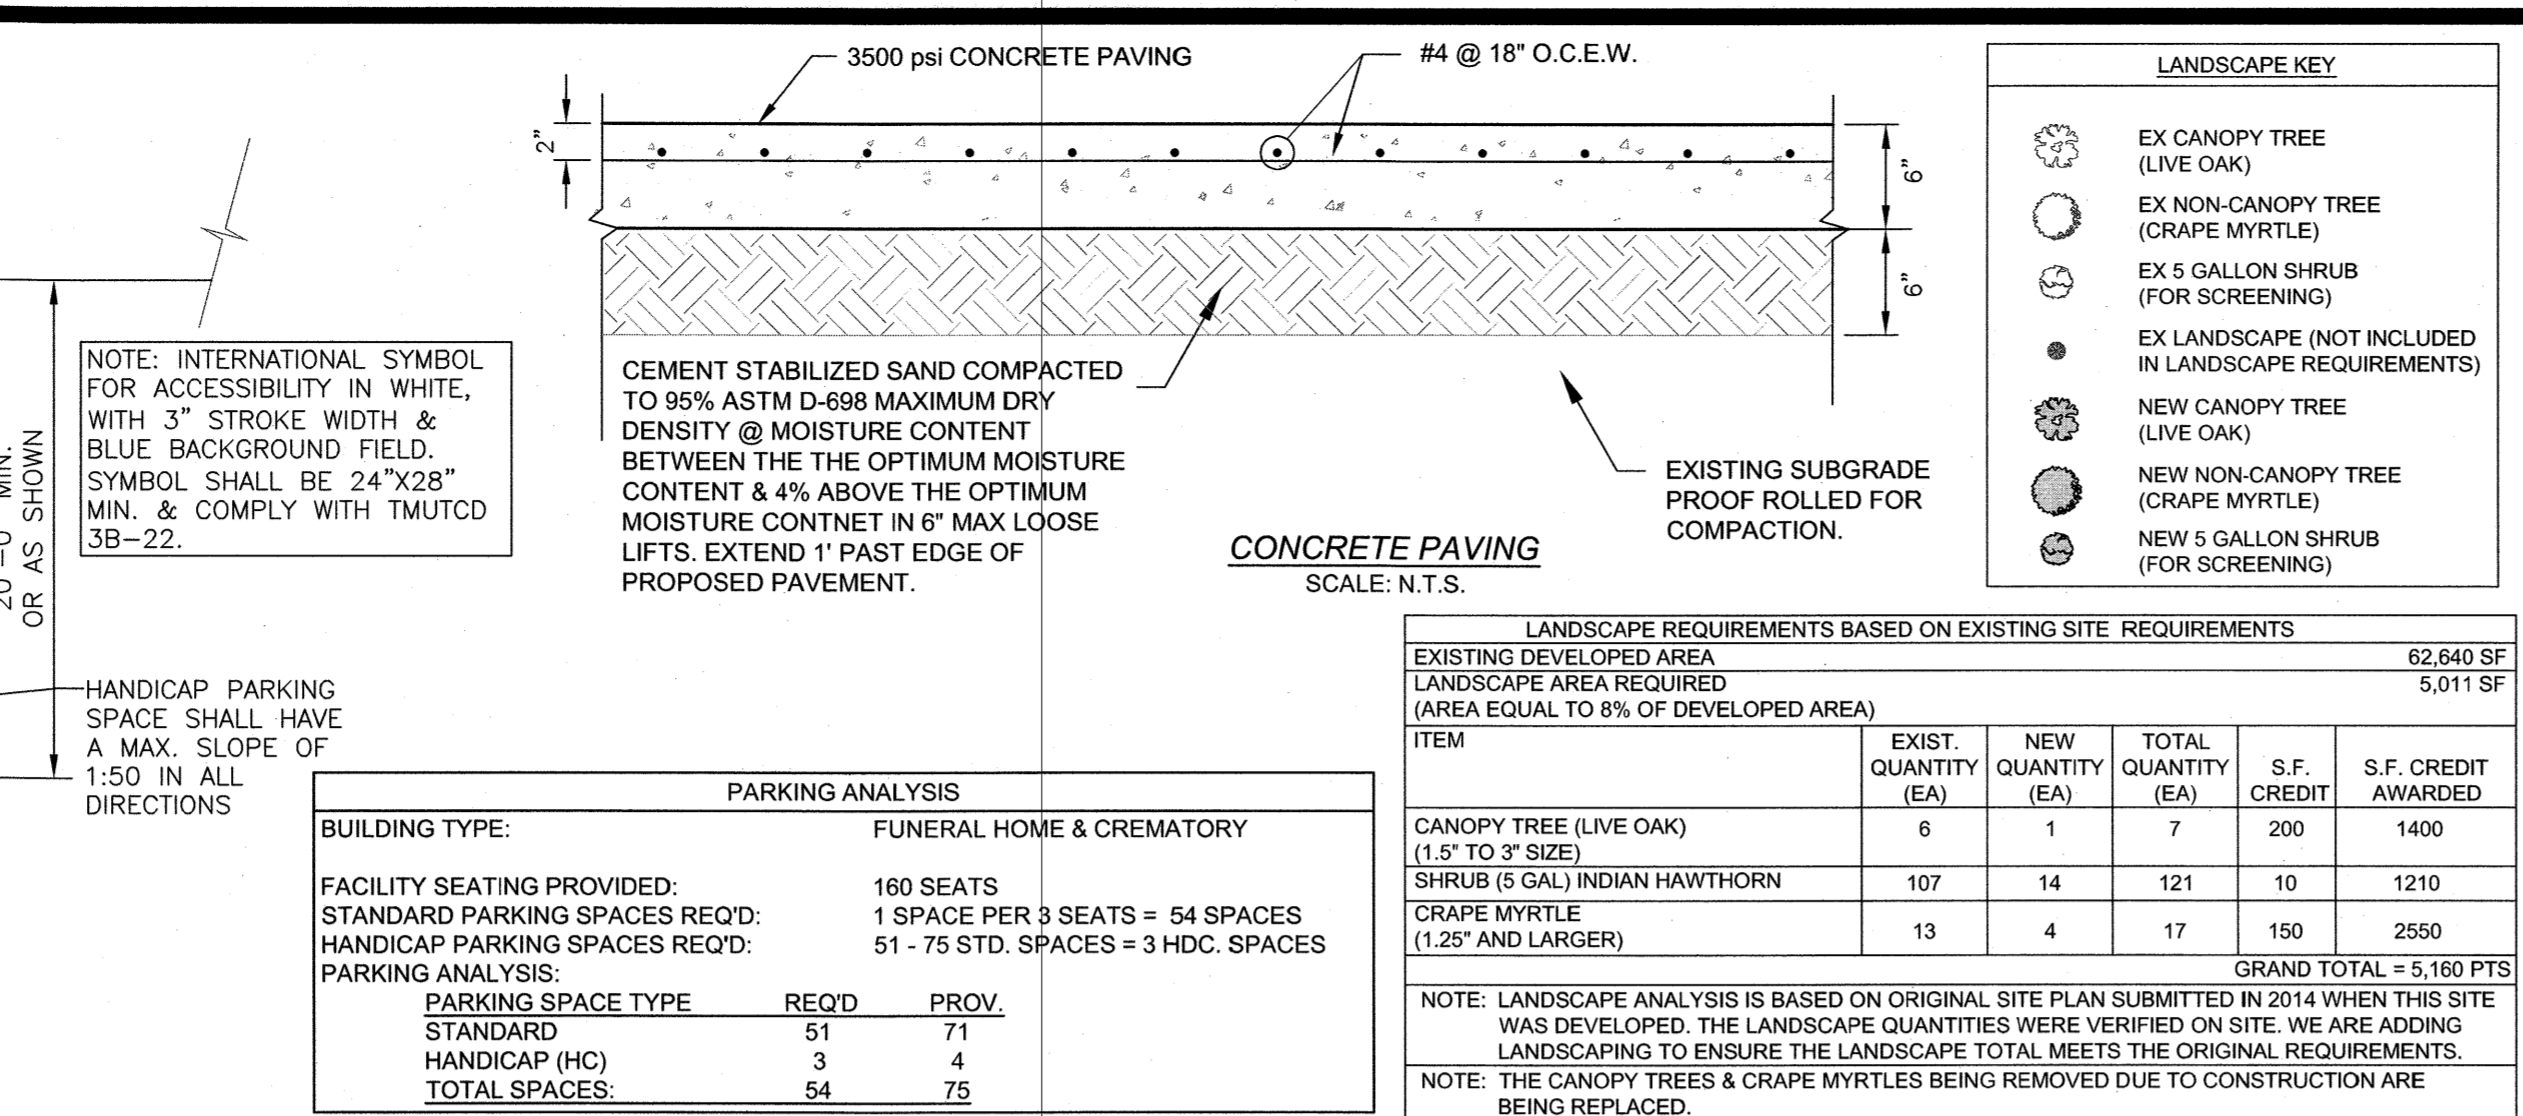 3500 psi CONCRETE PAVING
#4 @ 18" O.C.E.W.
2"
6"
6"
CEMENT STABILIZED SAND COMPACTED
TO 95% ASTM D-698 MAXIMUM DRY
DENSITY @ MOISTURE CONTENT
BETWEEN THE THE OPTIMUM MOISTURE
CONTENT & 4% ABOVE THE OPTIMUM
MOISTURE CONTNET IN 6" MAX LOOSE
LIFTS. EXTEND 1' PAST EDGE OF
PROPOSED PAVEMENT.
EXISTING SUBGRADE
PROOF ROLLED FOR
COMPACTION.
CONCRETE PAVING
SCALE: N.T.S.
NOTE: INTERNATIONAL SYMBOL
FOR ACCESSIBILITY IN WHITE,
WITH 3" STROKE WIDTH &
BLUE BACKGROUND FIELD.
SYMBOL SHALL BE 24"X28"
MIN. & COMPLY WITH TMUTCD
3B-22.
MIN.
OR AS SHOWN
HANDICAP PARKING
SPACE SHALL HAVE
A MAX. SLOPE OF
1:50 IN ALL
DIRECTIONS
LANDSCAPE KEY
EX CANOPY TREE
(LIVE OAK)
EX NON-CANOPY TREE
(CRAPE MYRTLE)
EX 5 GALLON SHRUB
(FOR SCREENING)
EX LANDSCAPE (NOT INCLUDED
IN LANDSCAPE REQUIREMENTS)
NEW CANOPY TREE
(LIVE OAK)
NEW NON-CANOPY TREE
(CRAPE MYRTLE)
NEW 5 GALLON SHRUB
(FOR SCREENING)
PARKING ANALYSIS
BUILDING TYPE: FUNERAL HOME & CREMATORY
FACILITY SEATING PROVIDED: 160 SEATS
STANDARD PARKING SPACES REQ'D: 1 SPACE PER 3 SEATS = 54 SPACES
HANDICAP PARKING SPACES REQ'D: 51 - 75 STD. SPACES = 3 HDC. SPACES
PARKING ANALYSIS:
PARKING SPACE TYPE REQ'D PROV.
STANDARD 51 71
HANDICAP (HC) 3 4
TOTAL SPACES: 54 75
LANDSCAPE REQUIREMENTS BASED ON EXISTING SITE REQUIREMENTS
EXISTING DEVELOPED AREA 62,640 SF
LANDSCAPE AREA REQUIRED 5,011 SF
(AREA EQUAL TO 8% OF DEVELOPED AREA)
ITEM EXIST. NEW TOTAL
QUANTITY QUANTITY QUANTITY S.F. S.F. CREDIT
(EA) (EA) (EA) CREDIT AWARDED
CANOPY TREE (LIVE OAK) 6 1 7 200 1400
(1.5" TO 3" SIZE)
SHRUB (5 GAL) INDIAN HAWTHORN 107 14 121 10 1210
CRAPE MYRTLE
(1.25" AND LARGER) 13 4 17 150 2550
GRAND TOTAL = 5,160 PTS
NOTE: LANDSCAPE ANALYSIS IS BASED ON ORIGINAL SITE PLAN SUBMITTED IN 2014 WHEN THIS SITE
WAS DEVELOPED. THE LANDSCAPE QUANTITIES WERE VERIFIED ON SITE. WE ARE ADDING
LANDSCAPING TO ENSURE THE LANDSCAPE TOTAL MEETS THE ORIGINAL REQUIREMENTS.
NOTE: THE CANOPY TREES & CRAPE MYRTLES BEING REMOVED DUE TO CONSTRUCTION ARE
BEING REPLACED.